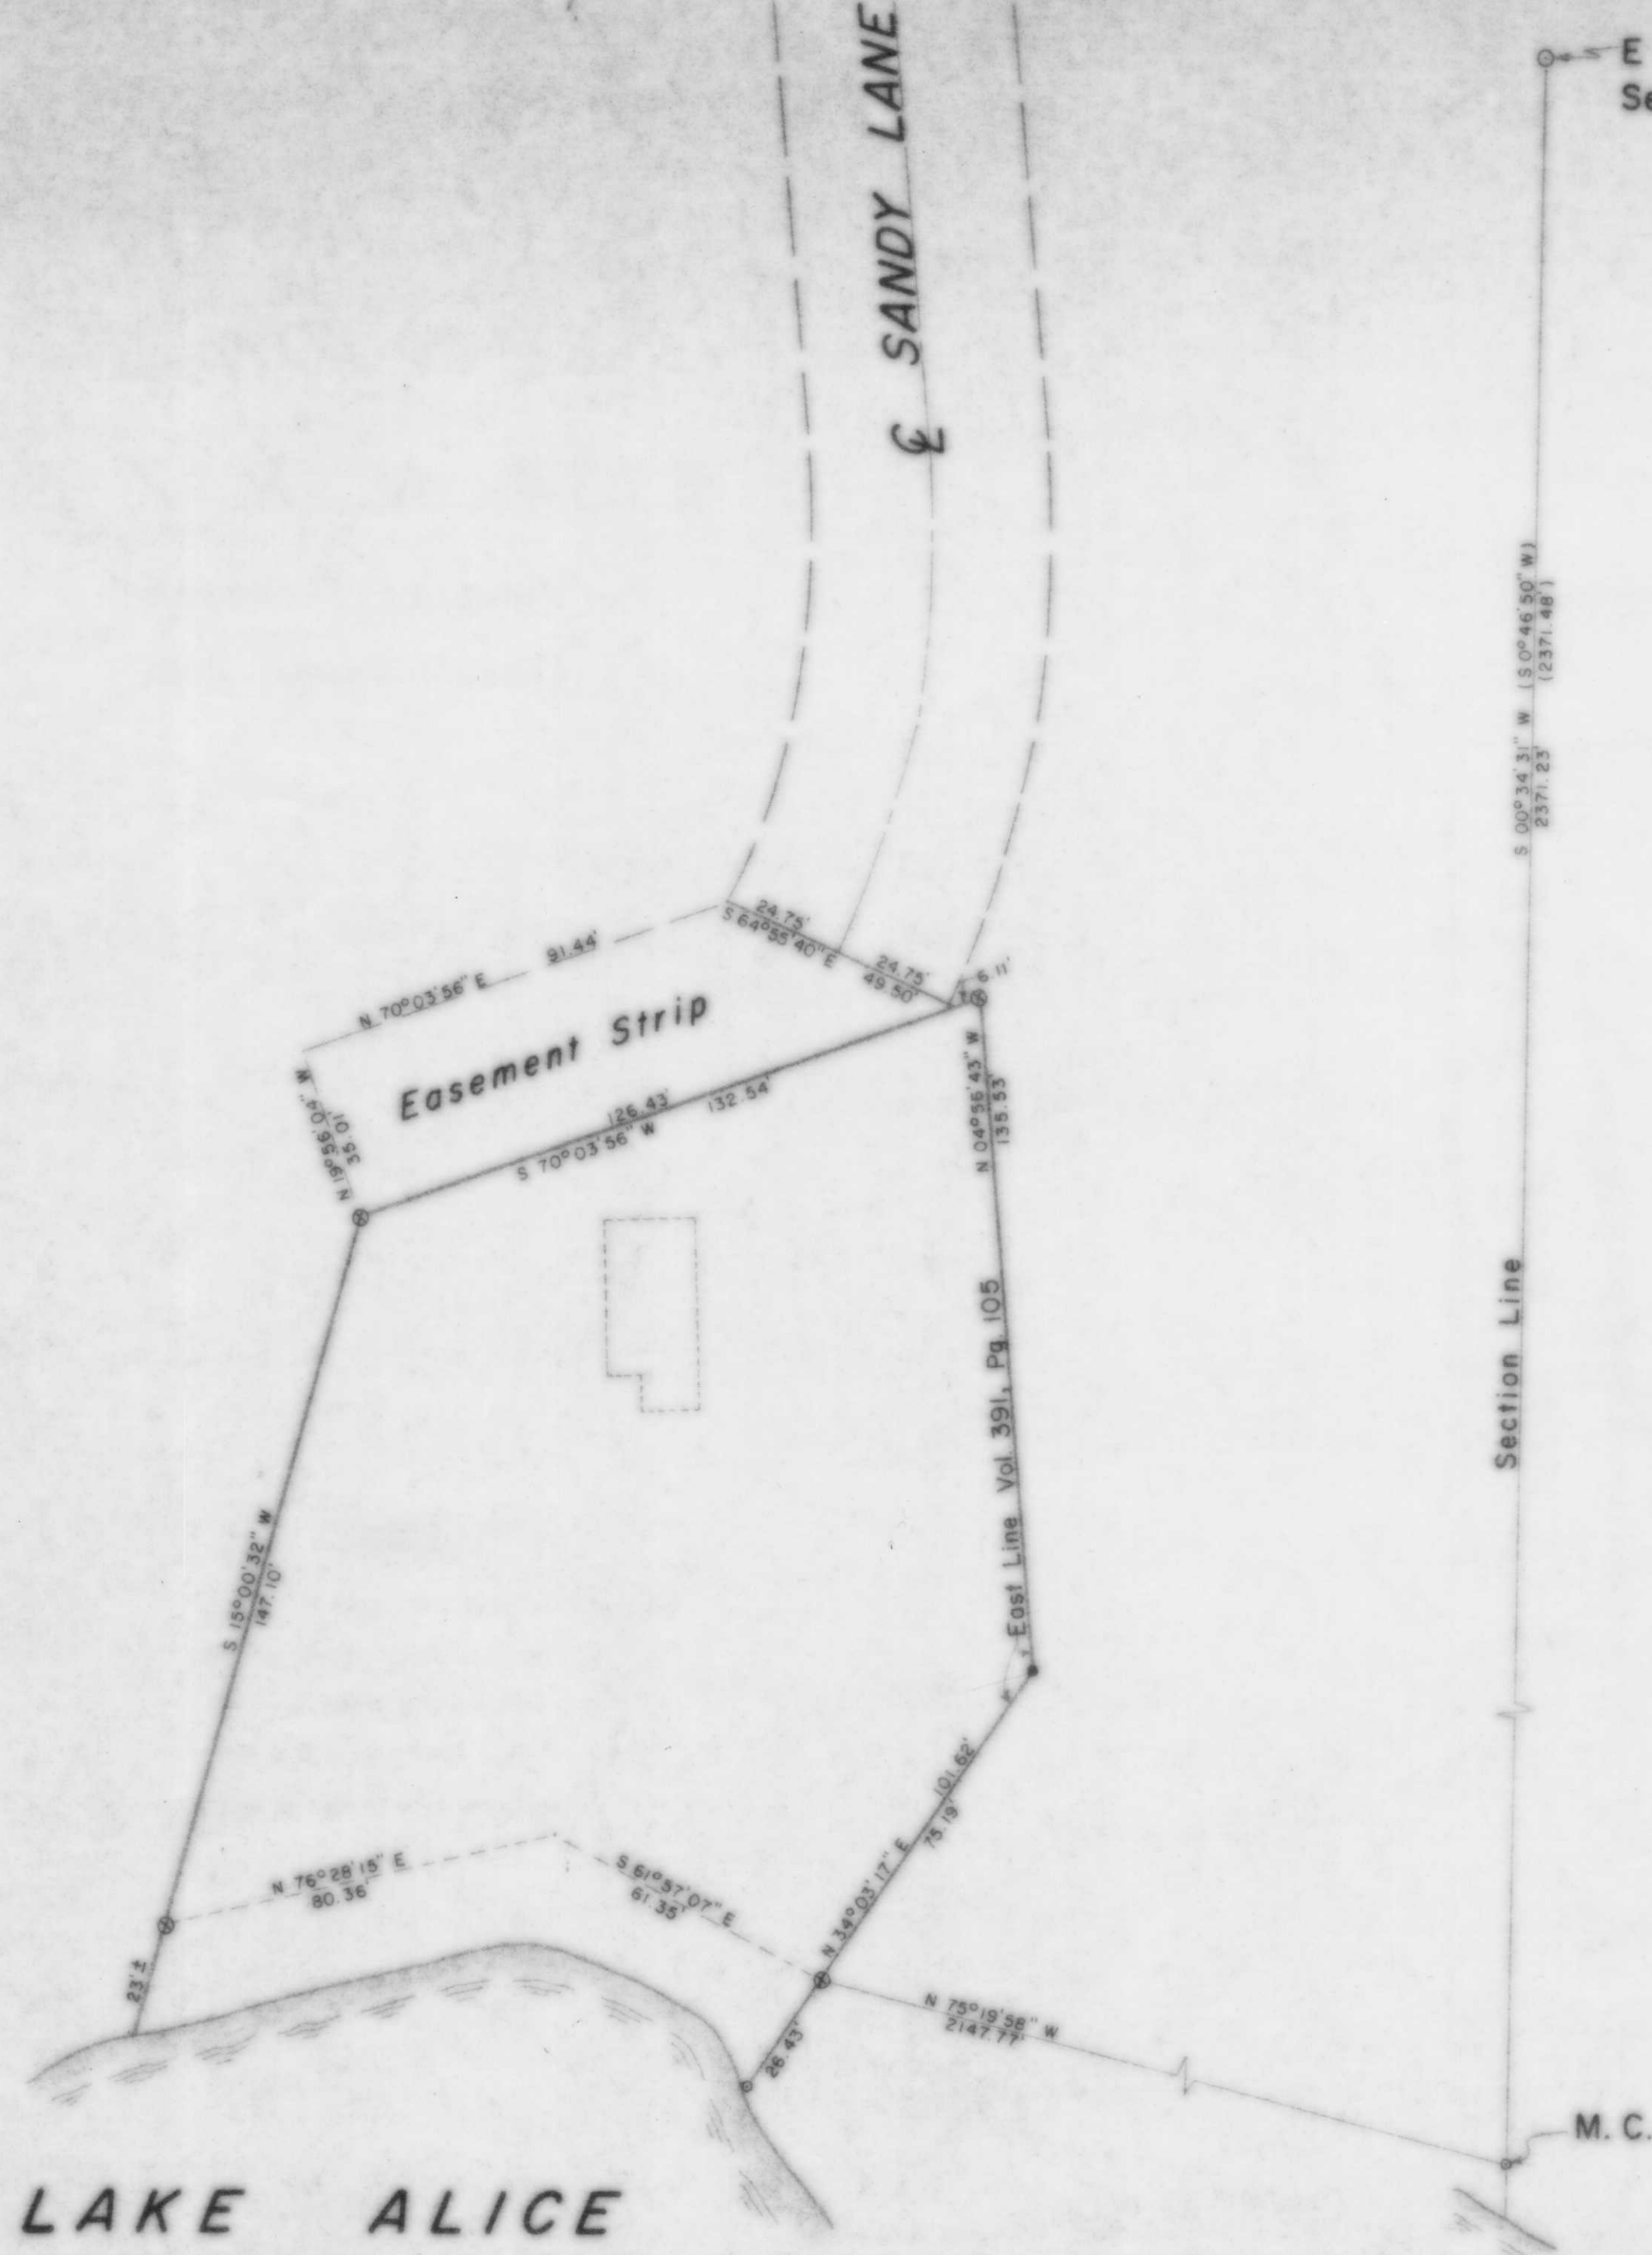 ℄ SANDY LANE
E
Se
S 00°34'31" W (S 0°46'50" W)
2371.23' (2371.48')
24.75'
S 64°55'40" E
24.75'
49.50'
6.11'
N 70°03'56" E 91.44'
Easement Strip
N 19°56'04" W
35.01'
126.43'
132.54'
S 70°03'56" W
N 04°56'43" W
135.53'
East Line Vol. 391, Pg. 105
Section Line
S 15°00'32" W
147.10'
101.62'
75.19'
N 34°03'17" E
N 76°28'15" E
80.36'
S 61°57'07" E
61.35'
23'±
26.43'
N 75°19'58" W
2147.77'
M. C.
LAKE ALICE